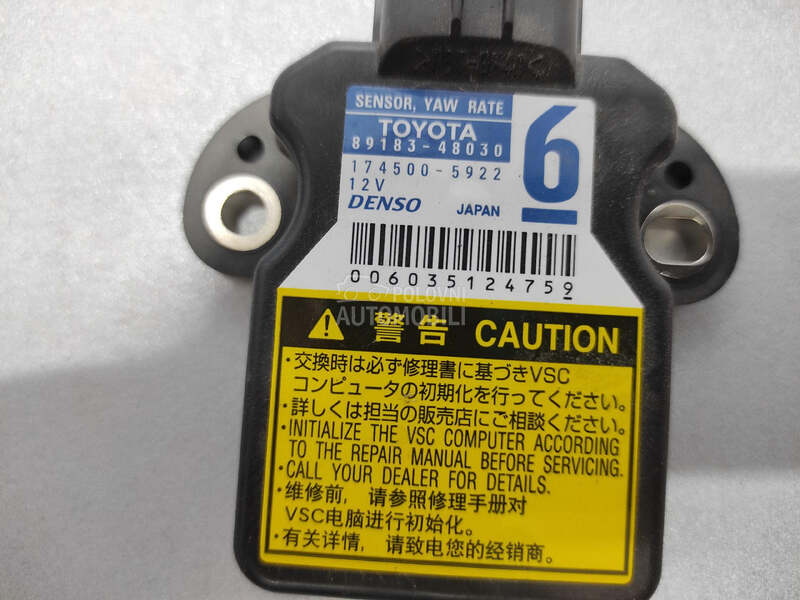 SENSOR, YAW RATE
TOYOTA
89183-48030
174500-5922
12V
DENSO JAPAN
6
006035124759
POLOVNI
AUTOMOBILI
警告 CAUTION
・交換時は必ず修理書に基づきVSC
コンピュータの初期化を行ってください。
・詳しくは担当の販売店にご相談ください。
・INITIALIZE THE VSC COMPUTER ACCORDING
TO THE REPAIR MANUAL BEFORE SERVICING.
・CALL YOUR DEALER FOR DETAILS.
・维修前，请参照修理手册对
VSC电脑进行初始化。
・有关详情，请致电您的经销商。